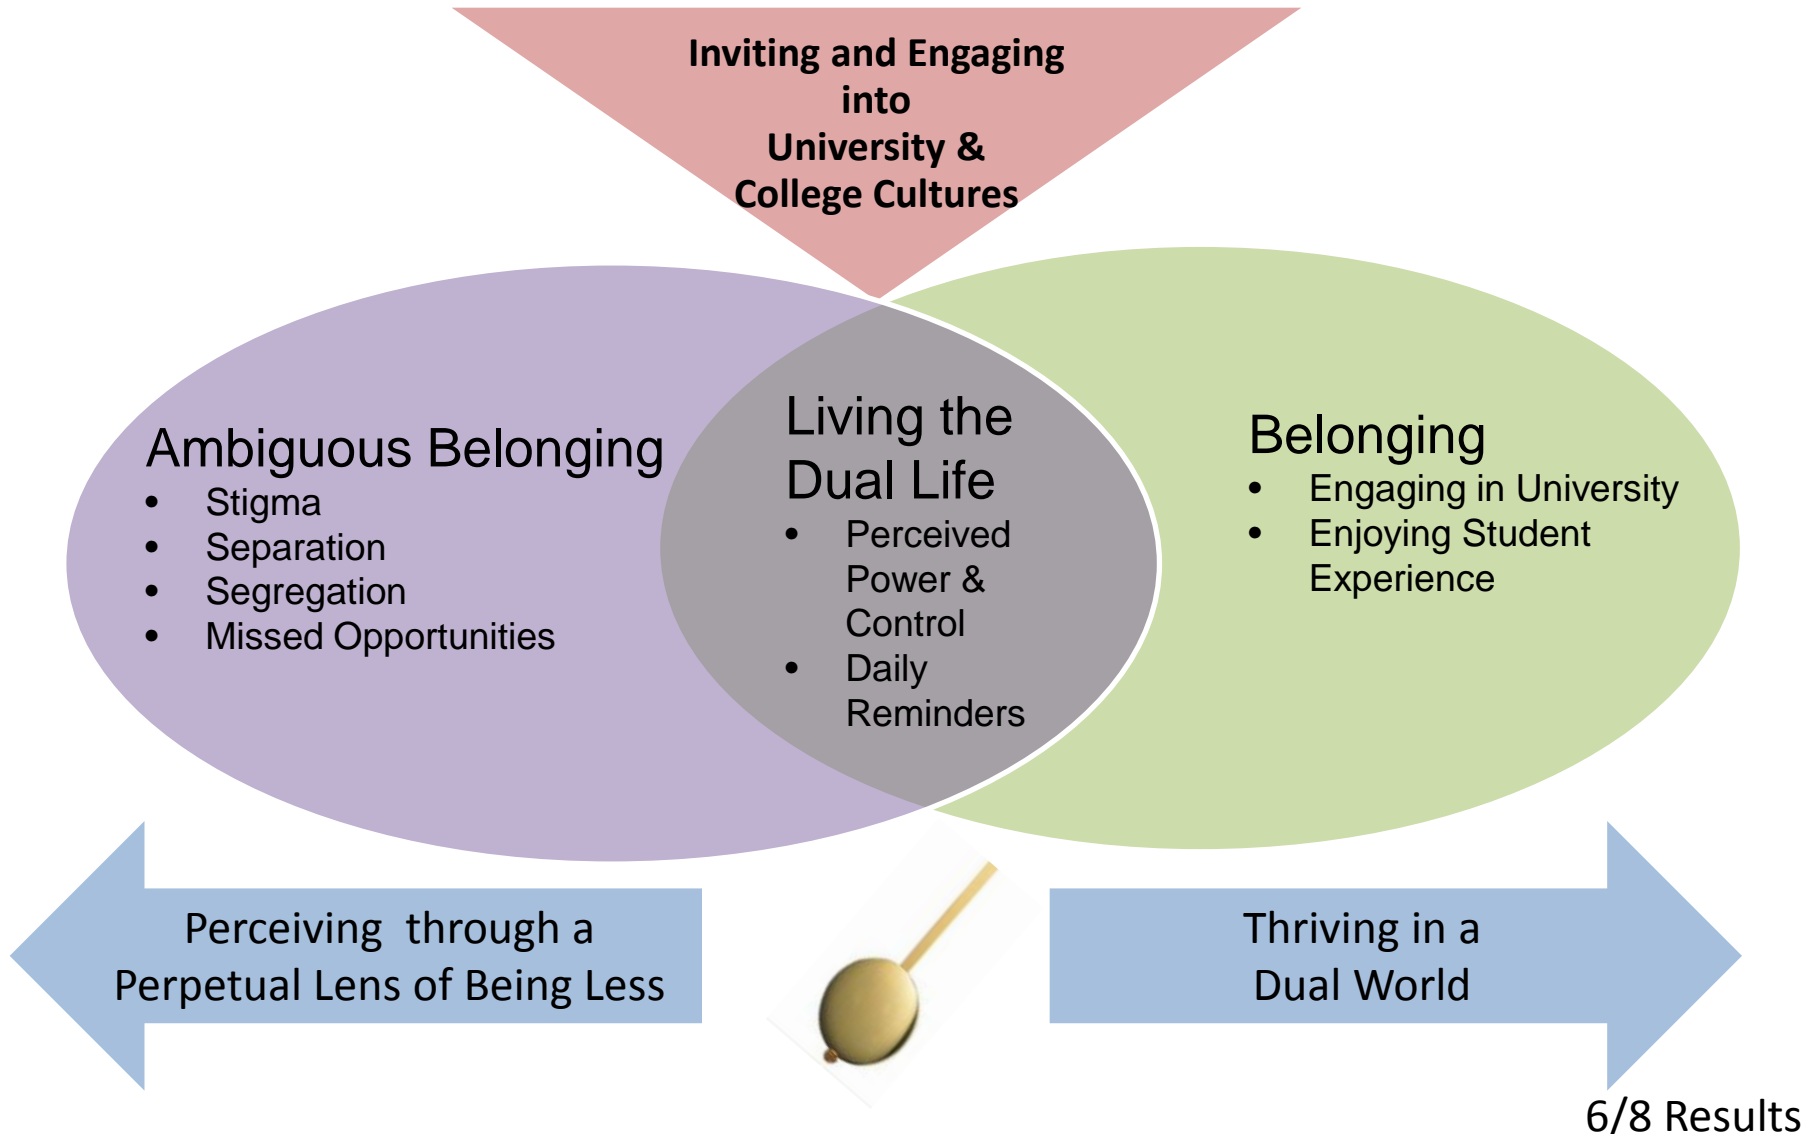 Inviting and Engaging
into
University &
College Cultures
Ambiguous Belonging
• Stigma
• Separation
• Segregation
• Missed Opportunities
Living the
Dual Life
• Perceived
Power &
Control
• Daily
Reminders
Belonging
• Engaging in University
• Enjoying Student
Experience
Perceiving through a
Perpetual Lens of Being Less
Thriving in a
Dual World
6/8 Results